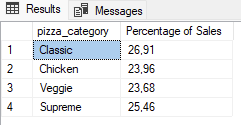 Results Messages
pizza_category Percentage of Sales
1 Classic 26,91
2 Chicken 23,96
3 Veggie 23,68
4 Supreme 25,46